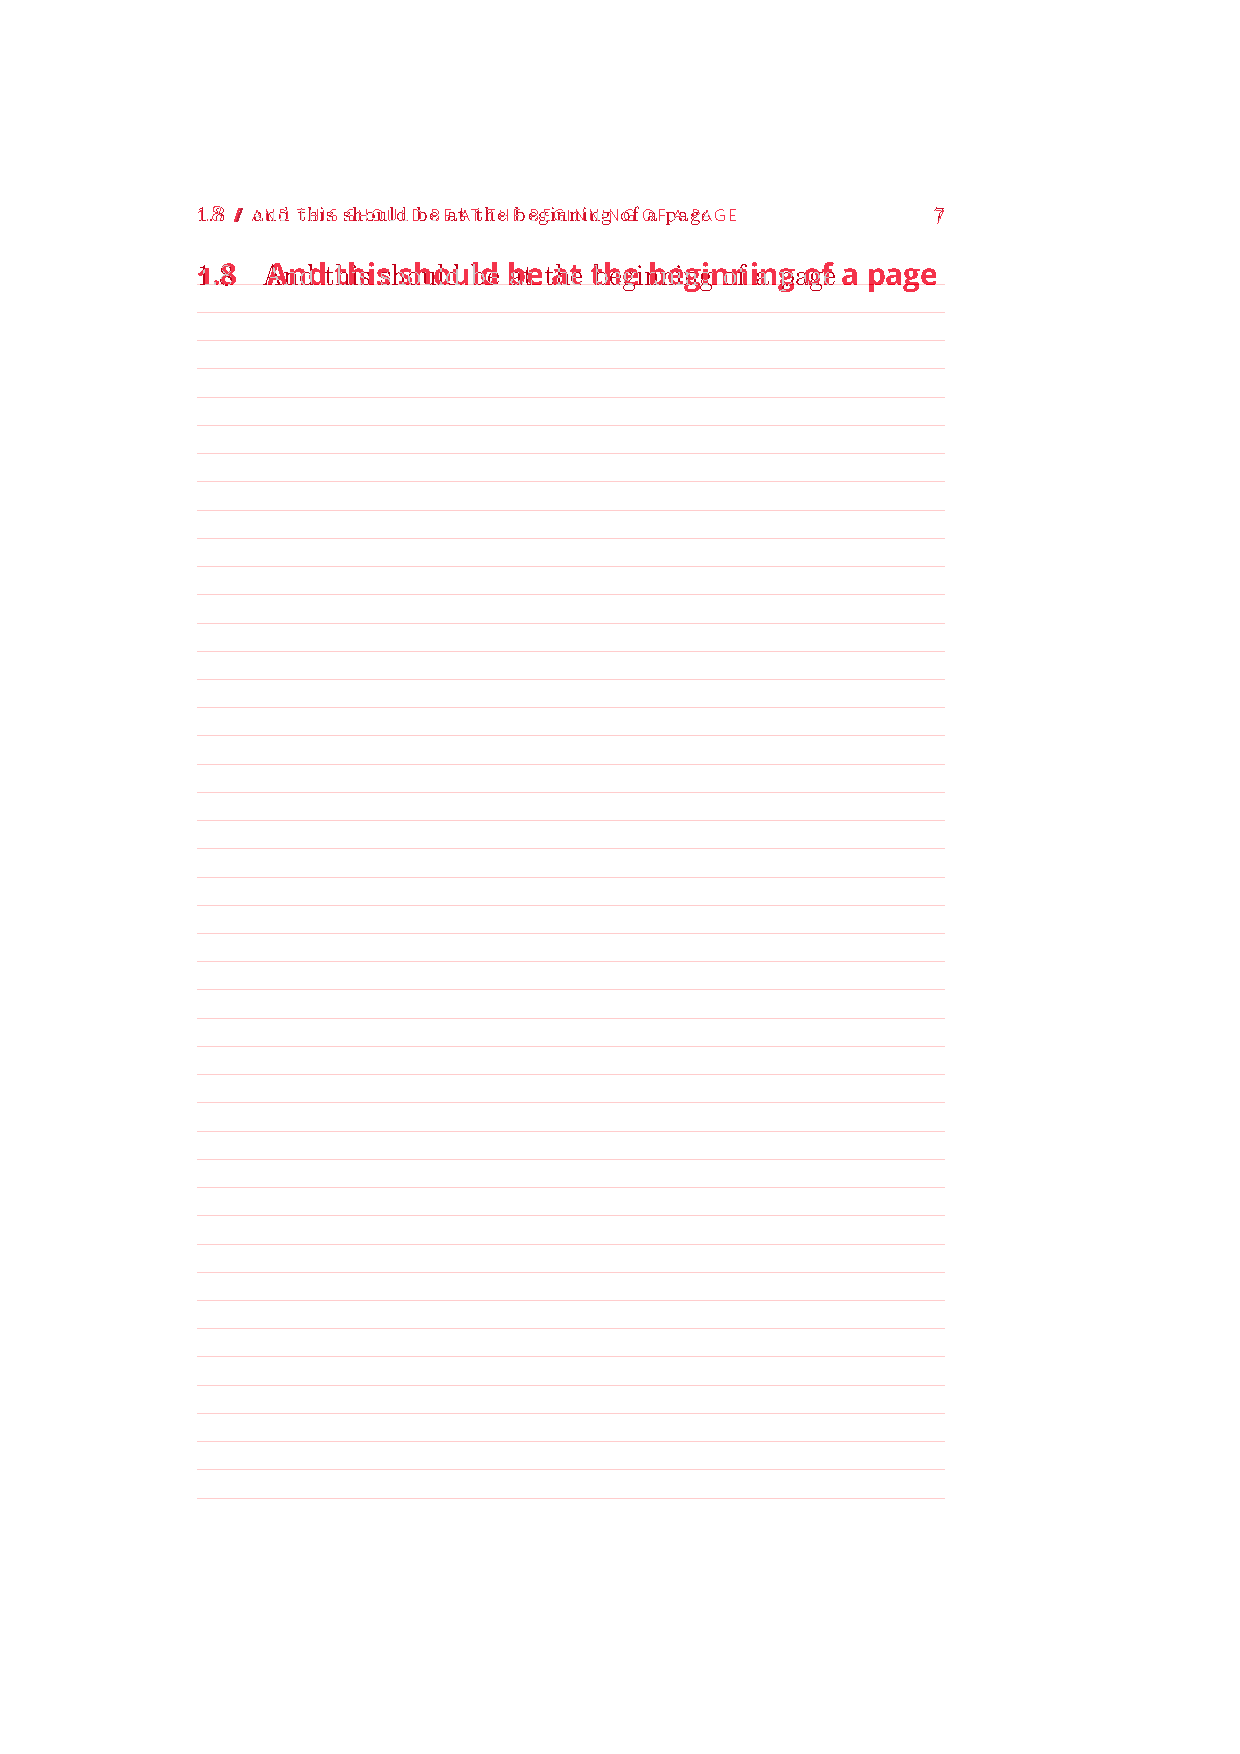 1.8 / And this should be at the beginning of a page 7
1.8 And this should be at the beginning of a page